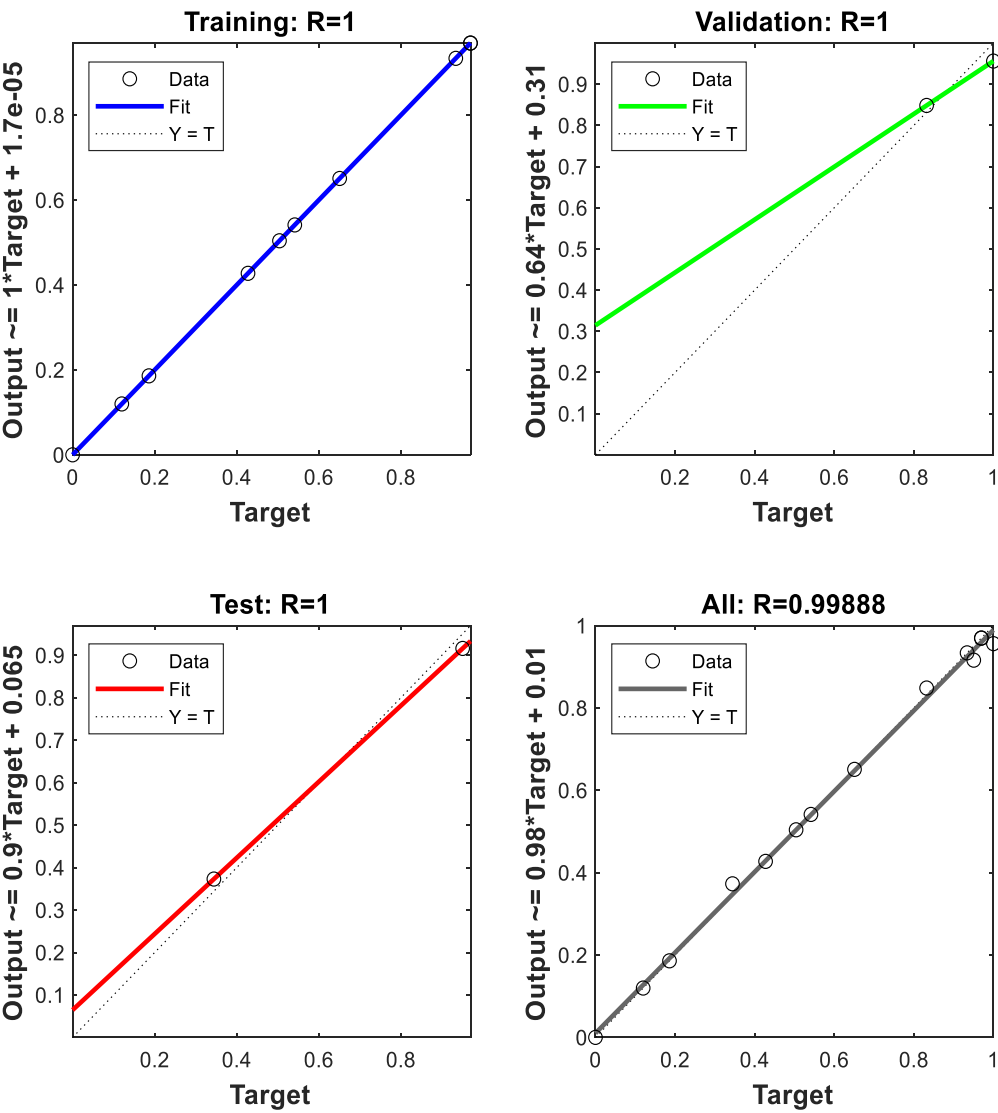 Training: R=1
Output ~= 1*Target + 1.7e-05
Data
Fit
Y = T
0.8
0.6
0.4
0.2
0
0
0.2
0.4
0.6
0.8
Target
Validation: R=1
Output ~= 0.64*Target + 0.31
Data
Fit
Y = T
0.9
0.8
0.7
0.6
0.5
0.4
0.3
0.2
0.1
0.2
0.4
0.6
0.8
1
Target
Test: R=1
Output ~= 0.9*Target + 0.065
Data
Fit
Y = T
0.9
0.8
0.7
0.6
0.5
0.4
0.3
0.2
0.1
0.2
0.4
0.6
0.8
Target
All: R=0.99888
Output ~= 0.98*Target + 0.01
Data
Fit
Y = T
1
0.8
0.6
0.4
0.2
0
0
0.2
0.4
0.6
0.8
1
Target